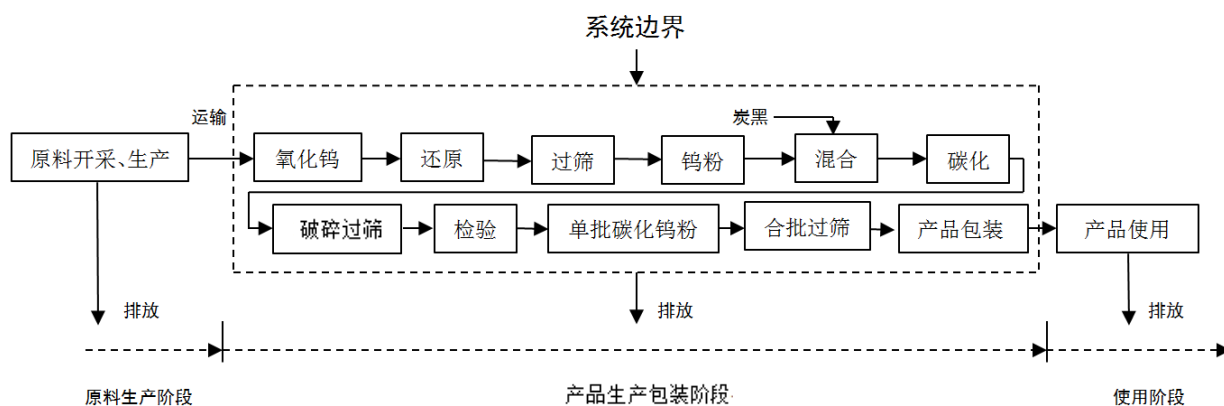 系统边界
运输
炭黑
原料开采、生产
氧化钨
还原
过筛
钨粉
混合
碳化
破碎过筛
检验
单批碳化钨粉
合批过筛
产品包装
产品使用
排放
排放
排放
原料生产阶段
产品生产包装阶段
使用阶段